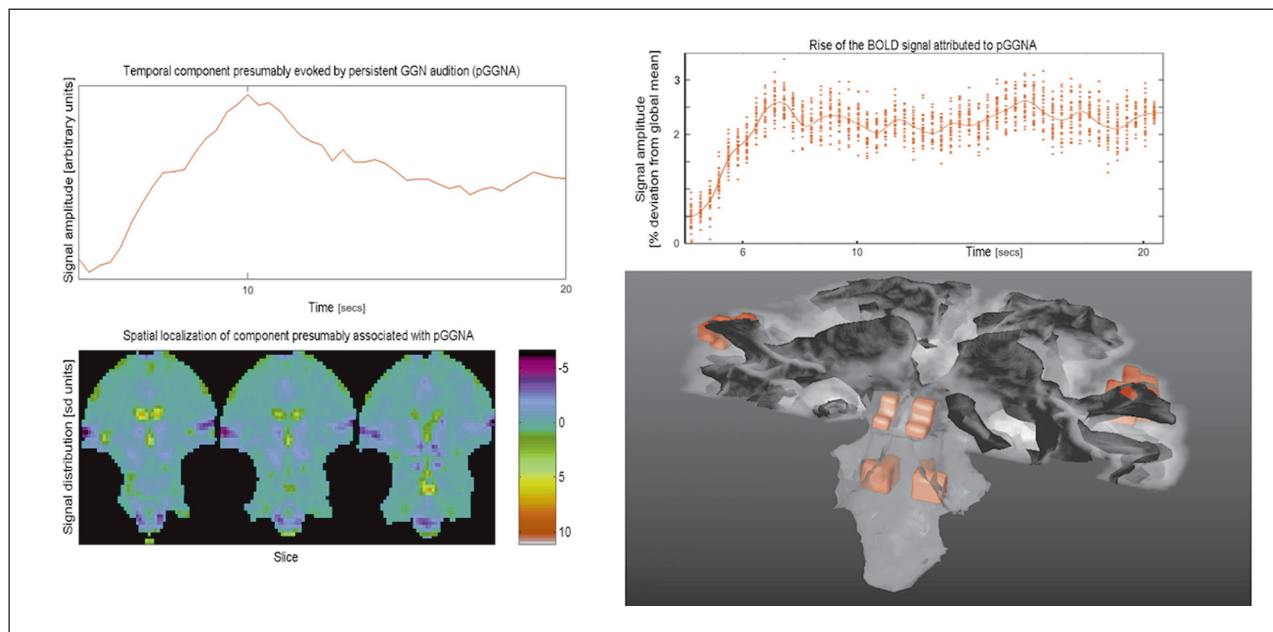 Temporal component presumably evoked by persistent GGN audition (pGGNA)
Signal amplitude [arbitrary units]
10
20
Time [secs]
Spatial localization of component presumably associated with pGGNA
Signal distribution [sd units]
-5
0
5
10
Slice
Rise of the BOLD signal attributed to pGGNA
Signal amplitude
[% deviation from global mean]
3
2
2
0
6
10
Time [secs]
20